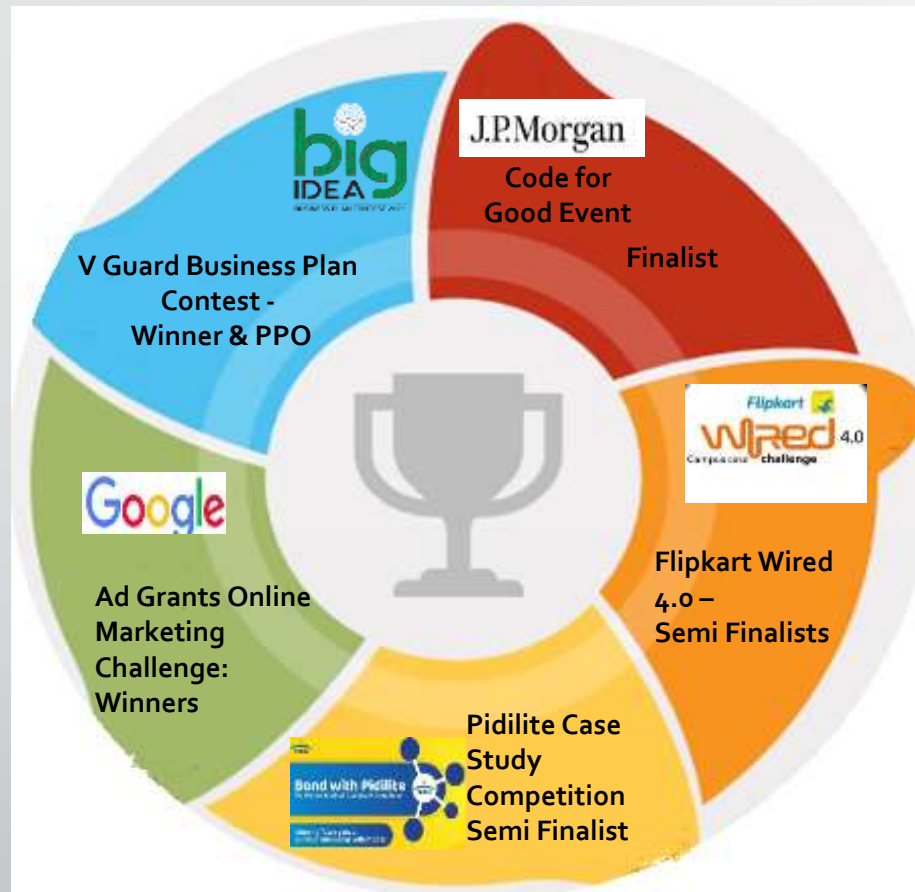 big
IDEA
V Guard Business Plan
Contest -
Winner & PPO
J.P.Morgan
Code for
Good Event
Finalist
Flipkart
WIRED 4.0
Campus case challenge
Flipkart Wired
4.0 –
Semi Finalists
Pidilite Case
Study
Competition
Semi Finalist
Bond with Pidilite
Google
Ad Grants Online
Marketing
Challenge:
Winners